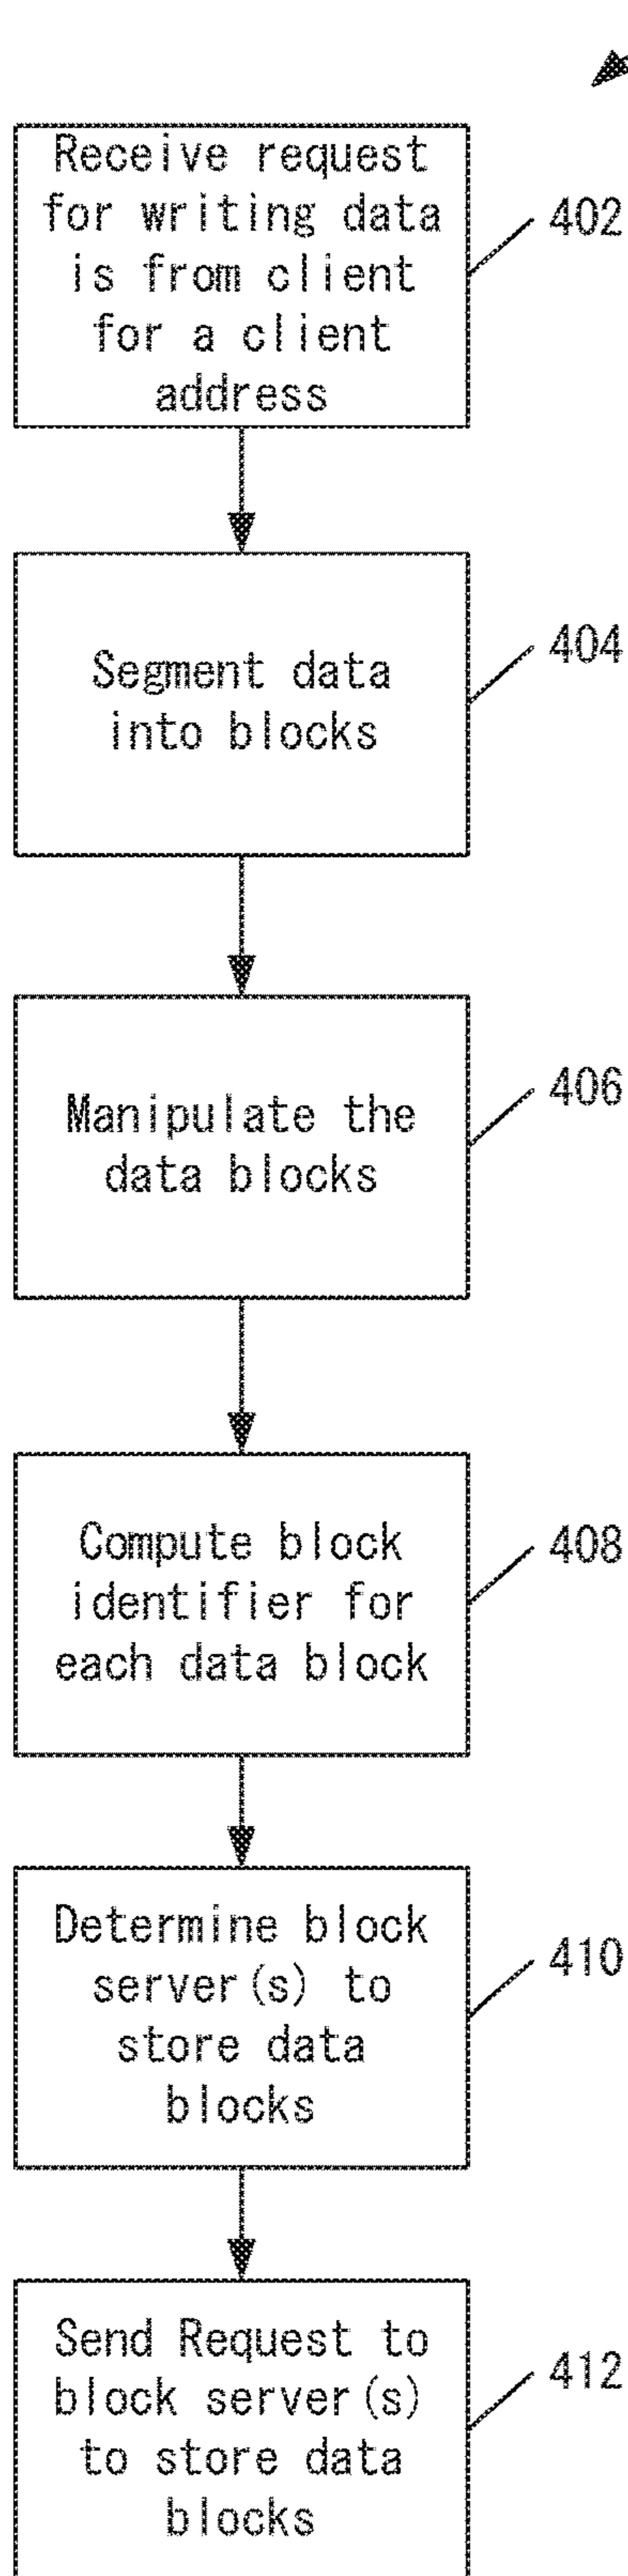 Receive request
for writing data
is from client
for a client
address
402
Segment data
into blocks
404
Manipulate the
data blocks
406
Compute block
identifier for
each data block
408
Determine block
server(s) to
store data
blocks
410
Send Request to
block server(s)
to store data
blocks
412